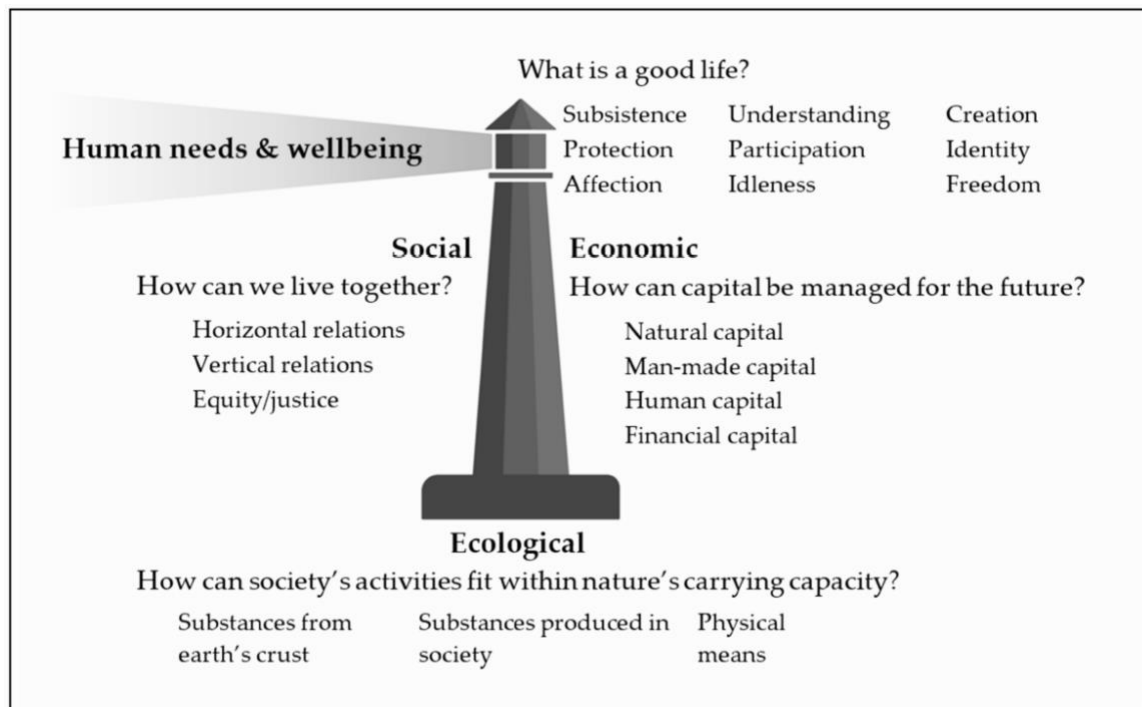 What is a good life?
Subsistence Understanding Creation
Human needs & wellbeing
Protection Participation Identity
Affection Idleness Freedom
Social Economic
How can we live together?
How can capital be managed for the future?
Horizontal relations
Vertical relations
Equity/justice
Natural capital
Man-made capital
Human capital
Financial capital
Ecological
How can society’s activities fit within nature’s carrying capacity?
Substances from
earth’s crust
Substances produced in
society
Physical
means